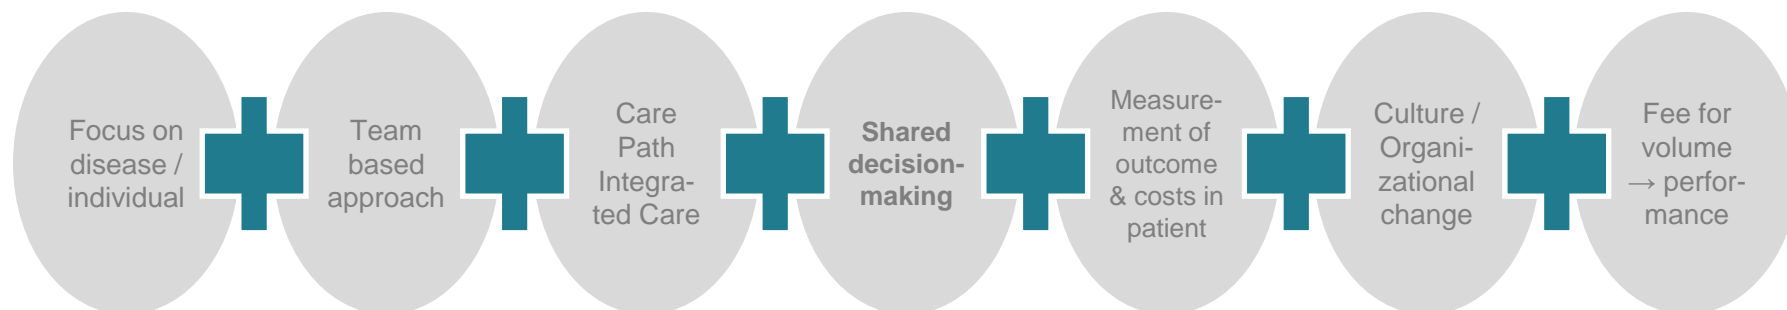 Focus on
disease /
individual
Team
based
approach
Care
Path
Integra-
ted Care
Shared
decision-
making
Measure-
ment of
outcome
& costs in
patient
Culture /
Organi-
zational
change
Fee for
volume
→ perfor-
mance